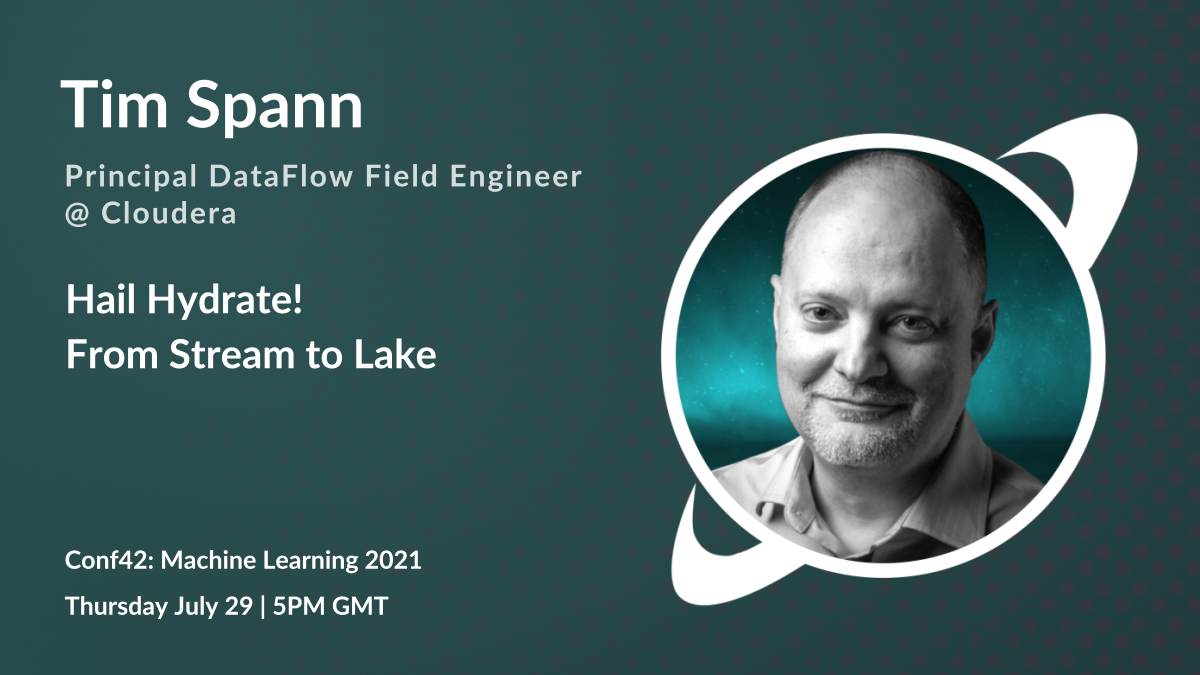 Tim Spann
Principal DataFlow Field Engineer
@ Cloudera
Hail Hydrate!
From Stream to Lake
Conf42: Machine Learning 2021
Thursday July 29 | 5PM GMT